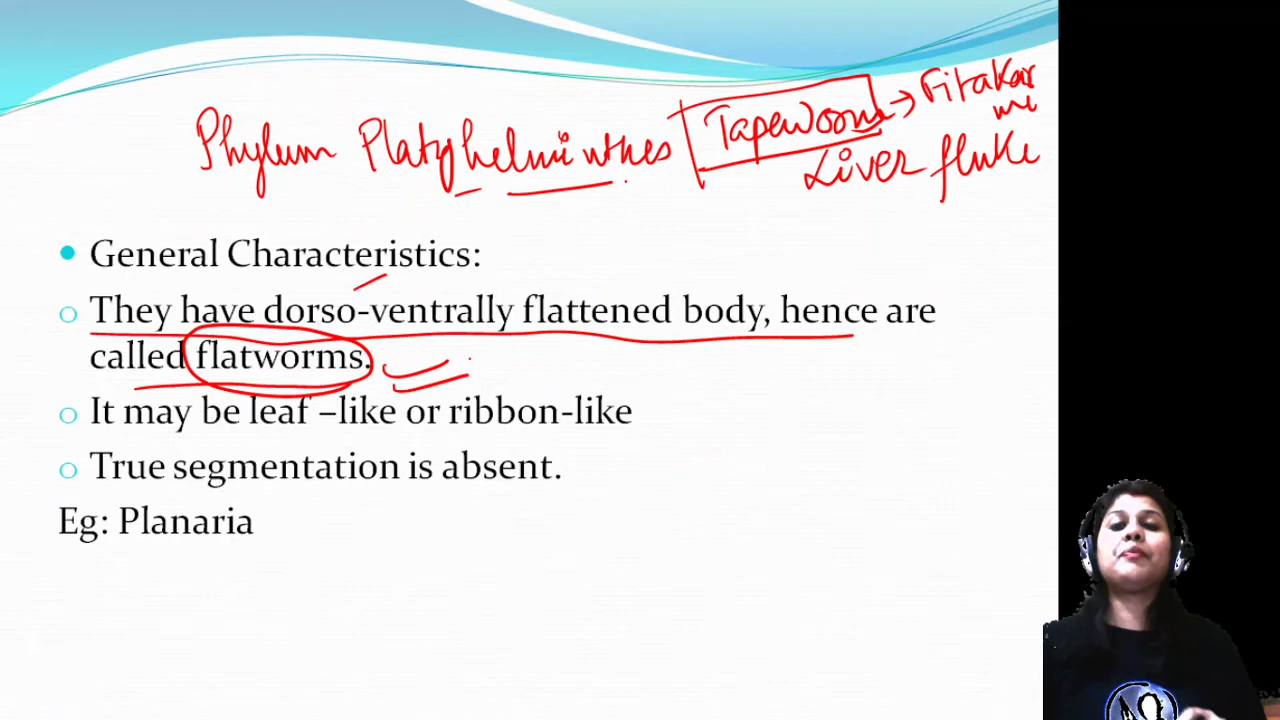 Phylum Platyhelminthes
Tapeworm → Fitakar
me
Liver fluke
• General Characteristics:
o They have dorso-ventrally flattened body, hence are
called flatworms.
o It may be leaf –like or ribbon-like
o True segmentation is absent.
Eg: Planaria